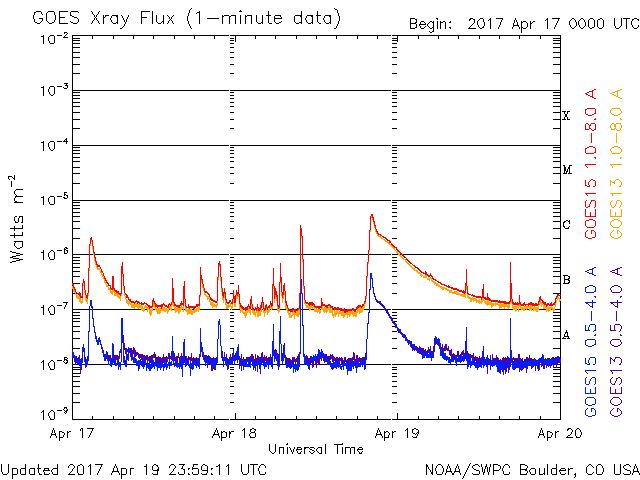 GOES Xray Flux (1-minute data)
Begin: 2017 Apr 17 0000 UTC
10-2
10-3
10-4
10-5
10-6
10-7
10-8
10-9
Watts m-2
X
M
C
B
A
GOES15 1.0-8.0 A
GOES13 1.0-8.0 A
GOES15 0.5-4.0 A
GOES13 0.5-4.0 A
Apr 17
Apr 18
Apr 19
Apr 20
Universal Time
Updated 2017 Apr 19 23:59:11 UTC
NOAA/SWPC Boulder, CO USA